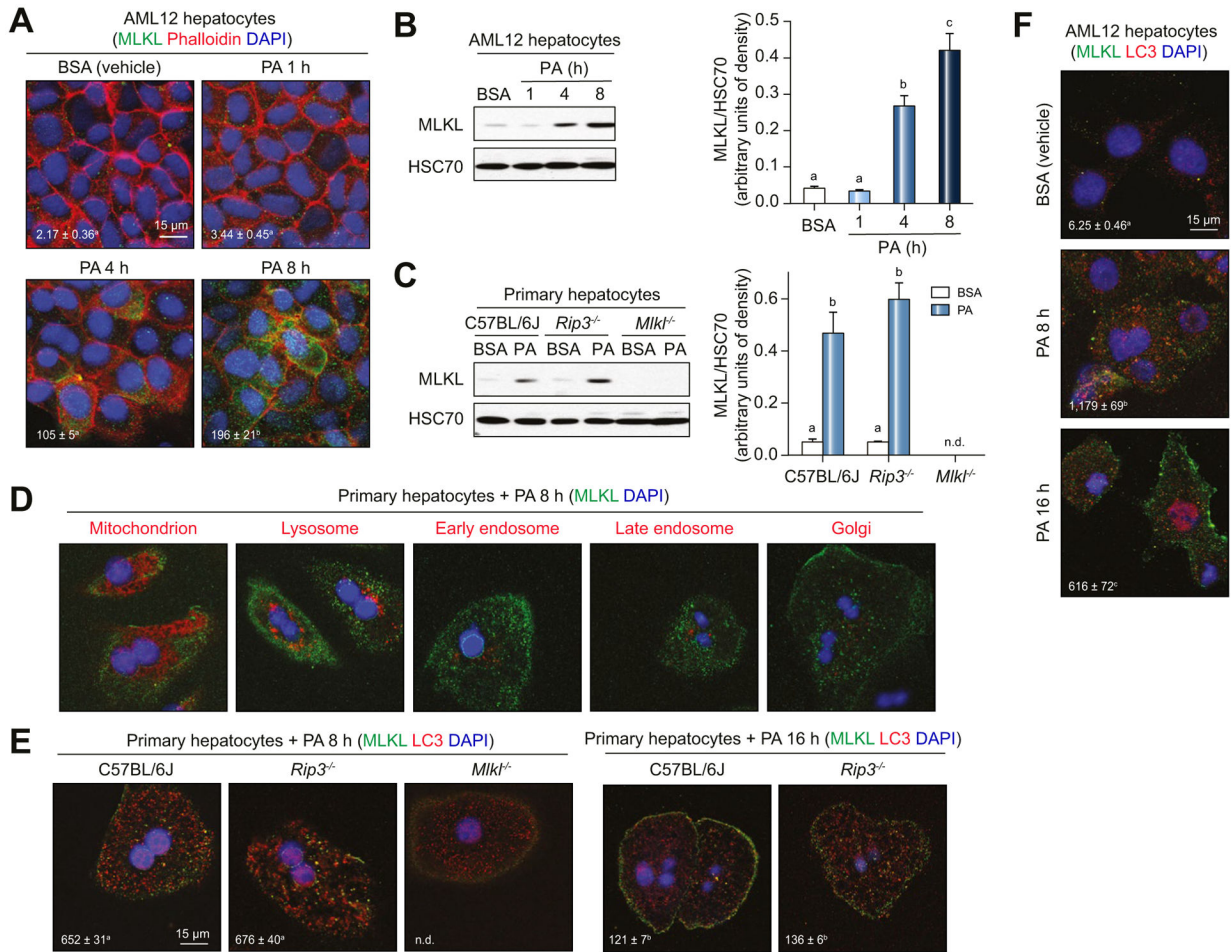 A
AML12 hepatocytes
(MLKL Phalloidin DAPI)
BSA (vehicle)
PA 1 h
2.17 ± 0.36ᵃ
15 µm
3.44 ± 0.45ᵃ
PA 4 h
PA 8 h
105 ± 5ᵃ
196 ± 21ᵇ
B
AML12 hepatocytes
PA (h)
BSA 1 4 8
MLKL
HSC70
MLKL/HSC70
(arbitrary units of density)
0.5
0.4
0.3
0.2
0.1
0.0
a
a
b
c
BSA
1 4 8
PA (h)
C
Primary hepatocytes
C57BL/6J Rip3⁻/⁻ Mlkl⁻/⁻
BSA PA BSA PA BSA PA
MLKL
HSC70
MLKL/HSC70
(arbitrary units of density)
0.6
0.4
0.2
0.0
a
b
a
b
n.d.
BSA
PA
C57BL/6J Rip3⁻/⁻ Mlkl⁻/⁻
D
Primary hepatocytes + PA 8 h (MLKL DAPI)
Mitochondrion
Lysosome
Early endosome
Late endosome
Golgi
E
Primary hepatocytes + PA 8 h (MLKL LC3 DAPI)
C57BL/6J
Rip3⁻/⁻
Mlkl⁻/⁻
652 ± 31ᵃ
15 µm
676 ± 40ᵃ
n.d.
Primary hepatocytes + PA 16 h (MLKL LC3 DAPI)
C57BL/6J
Rip3⁻/⁻
121 ± 7ᵇ
136 ± 6ᵇ
F
AML12 hepatocytes
(MLKL LC3 DAPI)
BSA (vehicle)
6.25 ± 0.46ᵃ
15 µm
PA 8 h
1,179 ± 69ᵇ
PA 16 h
616 ± 72ᶜ